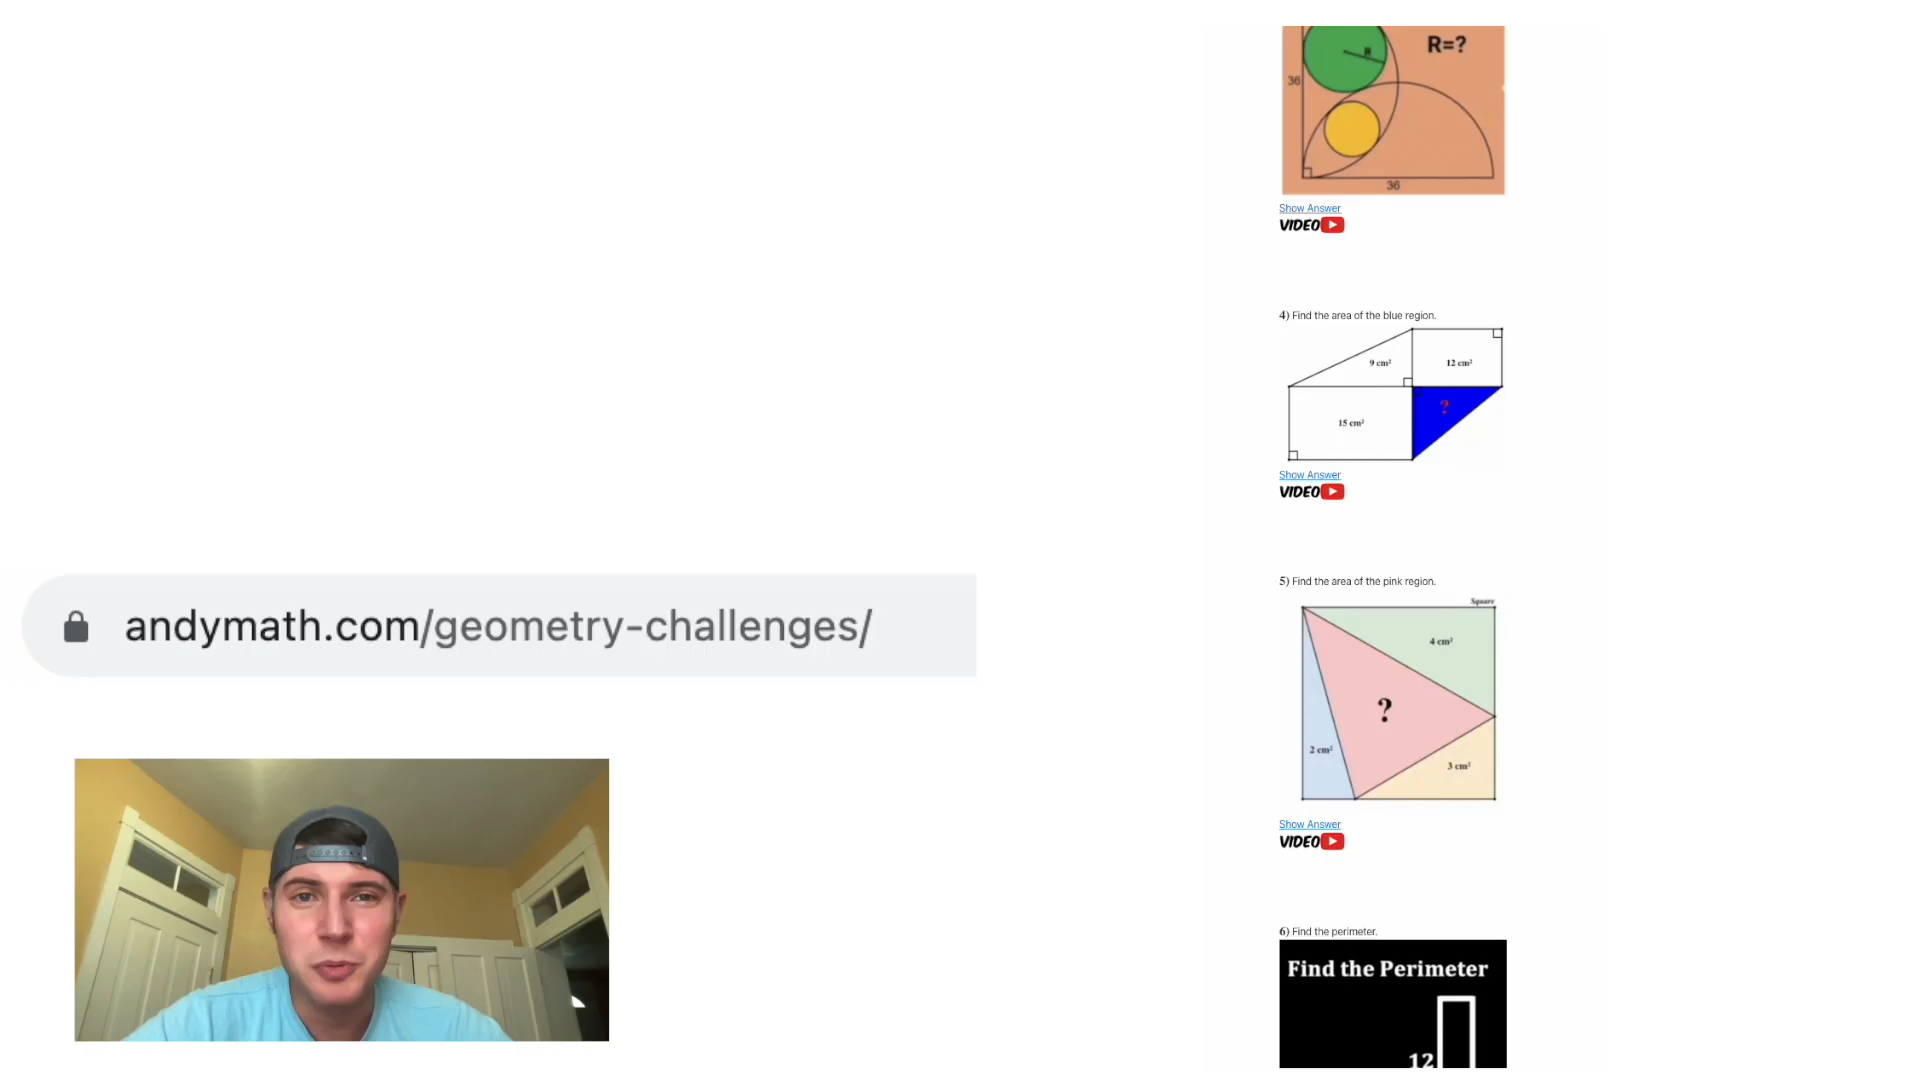 andymath.com/geometry-challenges/
R=?
R
36
36
Show Answer
VIDEO
4) Find the area of the blue region.
9 cm²
12 cm²
?
15 cm²
Show Answer
VIDEO
5) Find the area of the pink region.
Square
4 cm²
?
2 cm²
3 cm²
Show Answer
VIDEO
6) Find the perimeter.
Find the Perimeter
12